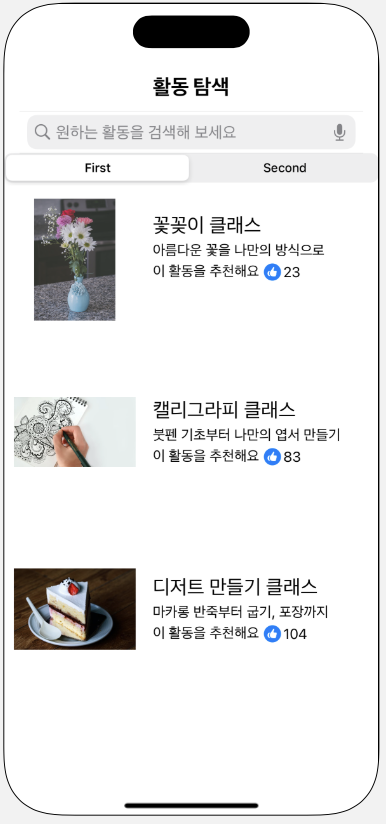 활동 탐색
원하는 활동을 검색해 보세요
First
Second
꽃꽂이 클래스
아름다운 꽃을 나만의 방식으로
이 활동을 추천해요 23
캘리그라피 클래스
붓펜 기초부터 나만의 엽서 만들기
이 활동을 추천해요 83
디저트 만들기 클래스
마카롱 반죽부터 굽기, 포장까지
이 활동을 추천해요 104